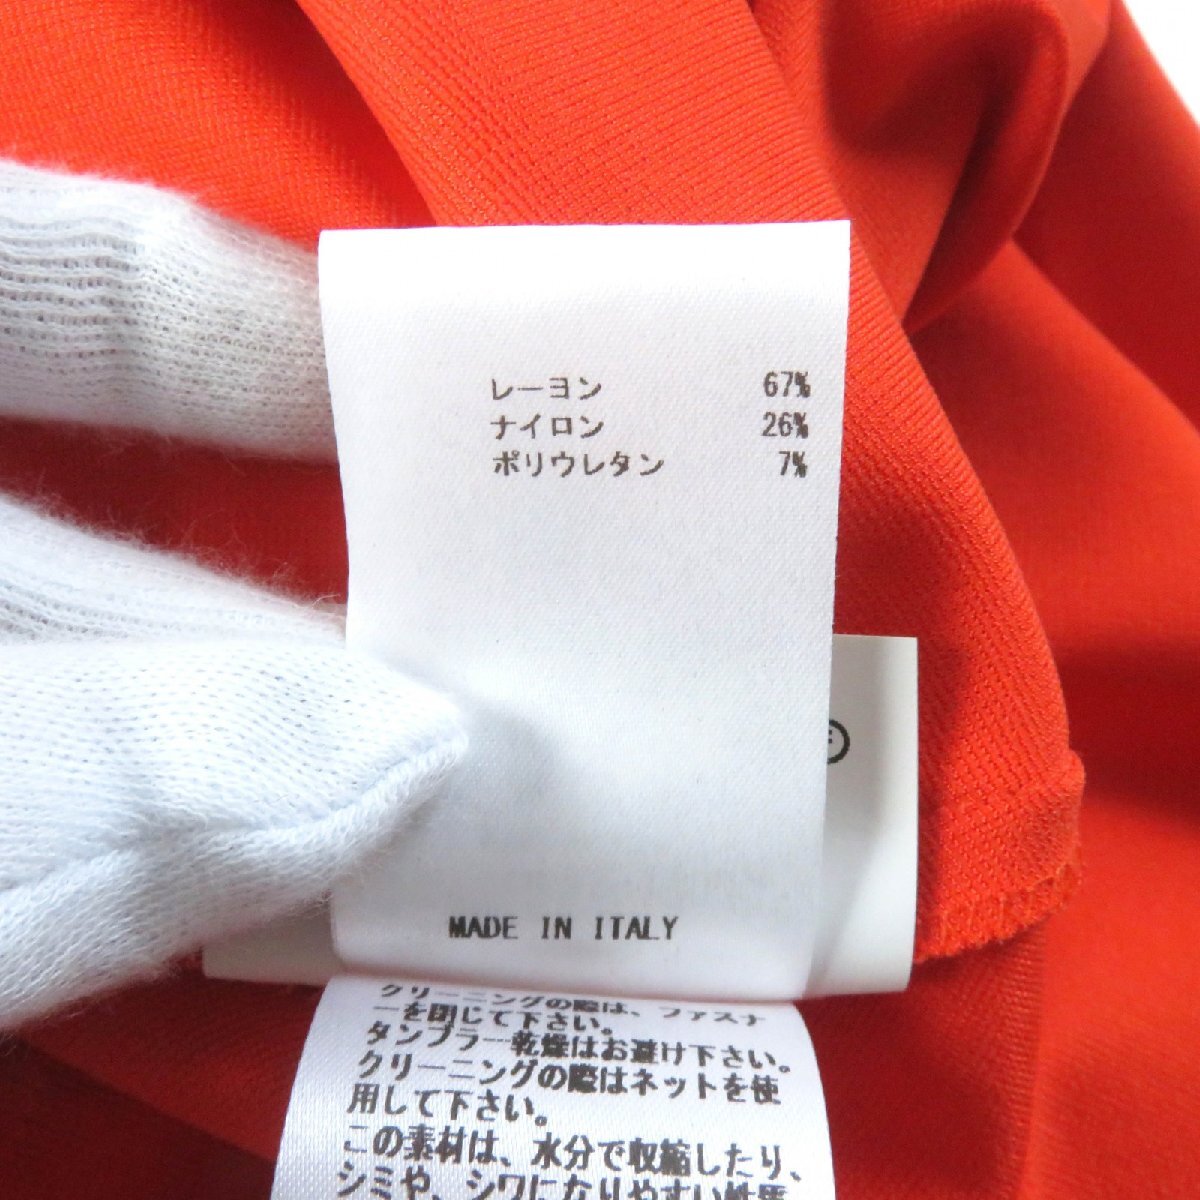 レーヨン 67%
ナイロン 26%
ポリウレタン 7%
F
MADE IN ITALY
クリーニングの際は、ファスナ
ーを閉じて下さい。
タンブラー乾燥はお避け下さい。
クリーニングの際はネットを使
用して下さい。
この素材は、水分で収縮したり、
シミや、シワになりやすい性質